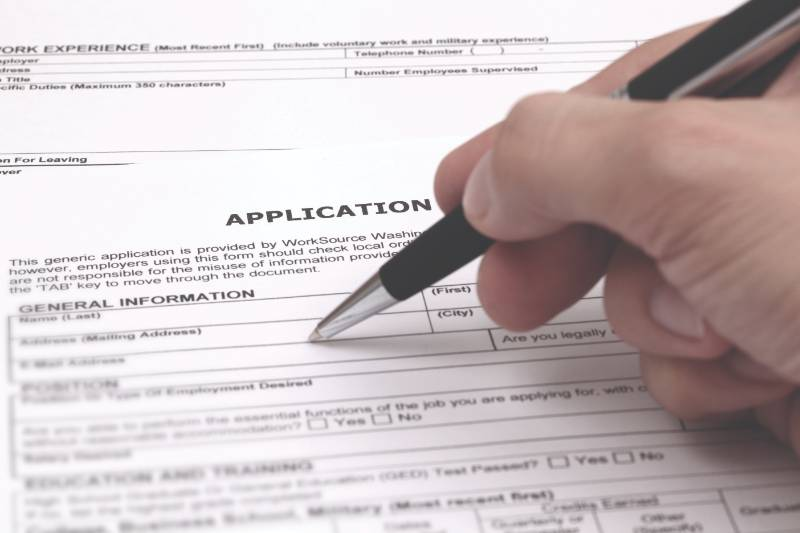 ORK EXPERIENCE (Most Recent First) (Include voluntary work and military experience)
ployer
Telephone Number ( )
dress
Title
Number Employees Supervised
cific Duties (Maximum 350 characters)
on For Leaving
yer
APPLICATION
This generic application is provided by WorkSource Washin
however, employers using this form should check local ord
are not responsible for the misuse of information provide
the 'TAB' key to move through the document.
GENERAL INFORMATION
Name (Last)
(First)
Address (Mailing Address)
(City)
E-Mail Address
Are you legally
POSITION
Position Or Type Of Employment Desired
Are you able to perform the essential functions of the job you are applying for, with
without reasonable accommodation? ☐ Yes ☐ No
Salary Desired
EDUCATION AND TRAINING
High School Graduate Or General Education (GED) Test Passed? ☐ Yes ☐ No
If no, list the highest grade completed
College, Business School, Military (Most recent first)
Dates
Credits Earned
Quarterly or
Other
(Specify)
Graduat